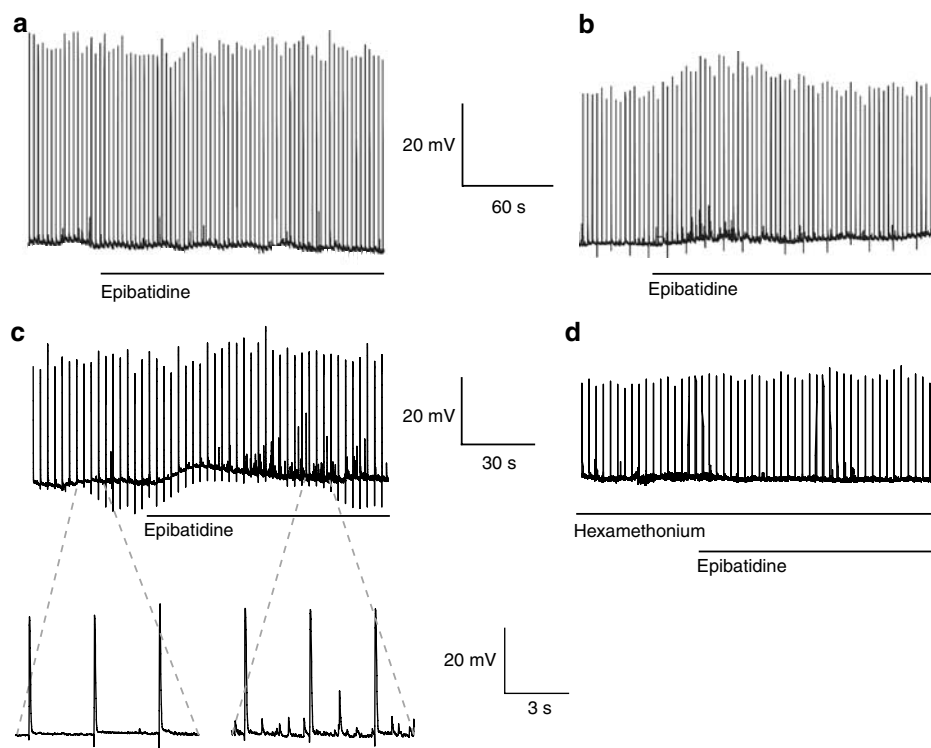 a
b
20 mV
60 s
Epibatidine
Epibatidine
c
d
20 mV
30 s
Epibatidine
Hexamethonium
Epibatidine
20 mV
3 s